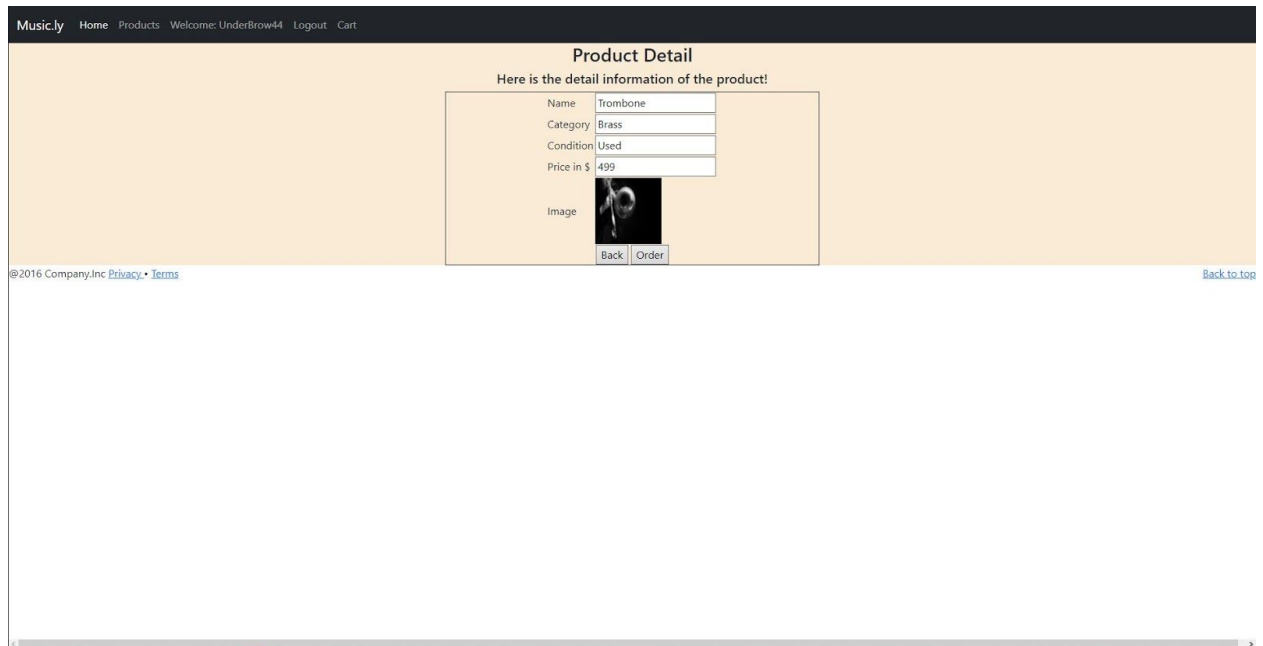 Music.ly Home Products Welcome: UnderBrow44 Logout Cart
Product Detail
Here is the detail information of the product!
Name Trombone
Category Brass
Condition Used
Price in $ 499
Image
Back Order
@2016 Company.Inc Privacy • Terms Back to top